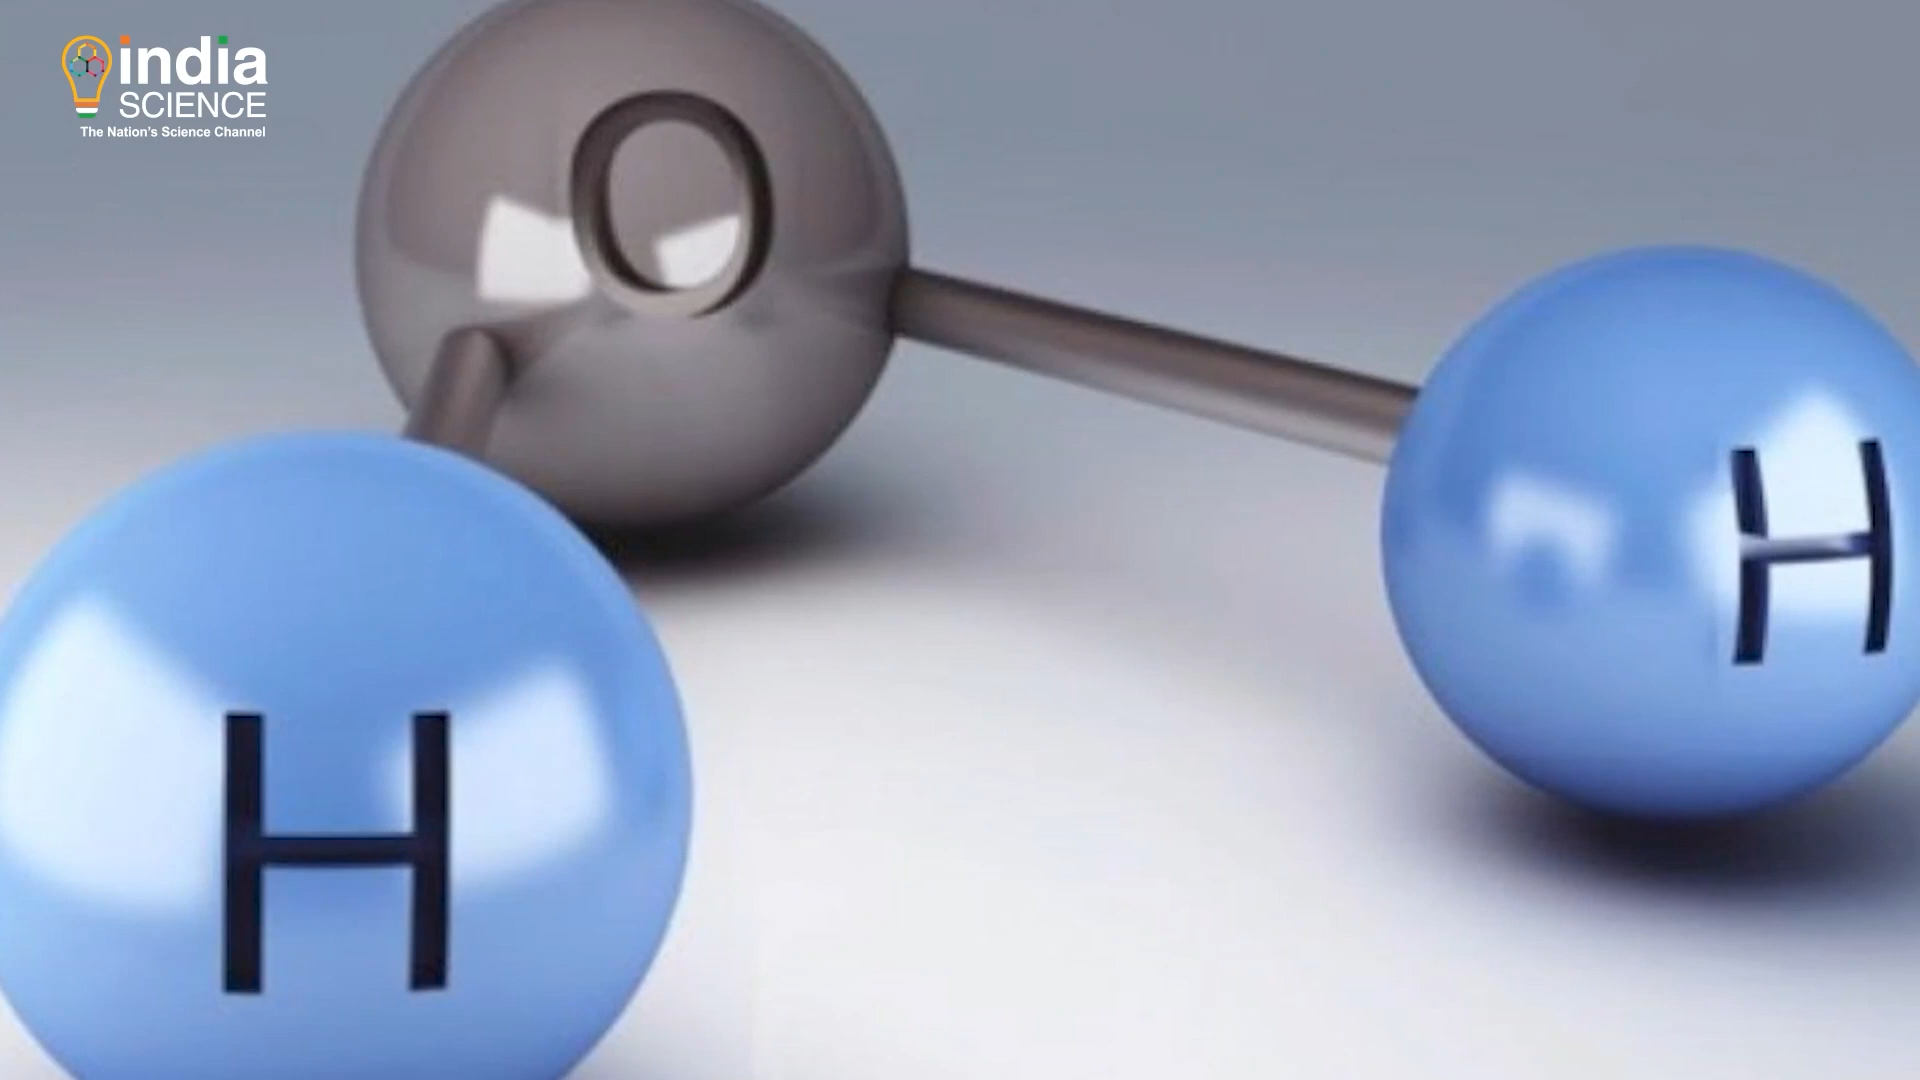 india
SCIENCE
The Nation's Science Channel
O
H
H